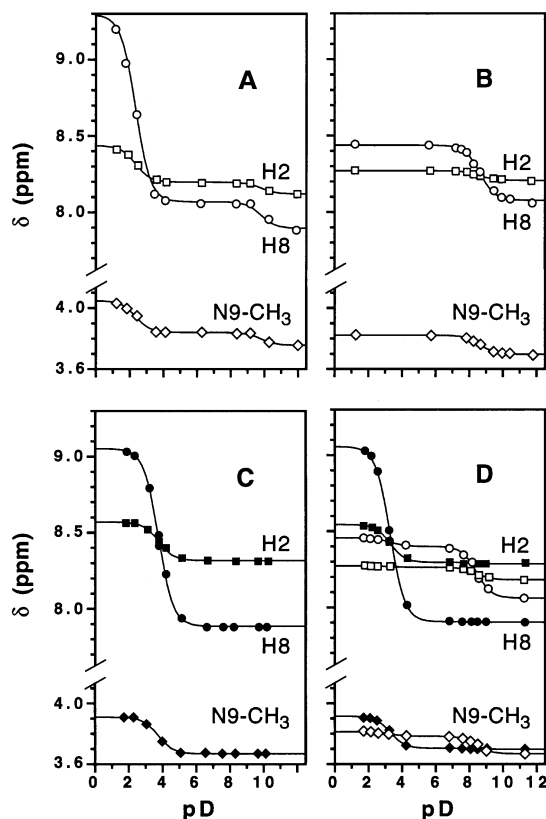 A
B
9.0
8.5
8.0
4.0
3.6
δ (ppm)
H2
H8
N9-CH3
H2
H8
N9-CH3
C
D
9.0
8.5
8.0
4.0
3.6
δ (ppm)
H2
H8
N9-CH3
H2
H8
N9-CH3
0 2 4 6 8 10
0 2 4 6 8 10 12
pD
pD